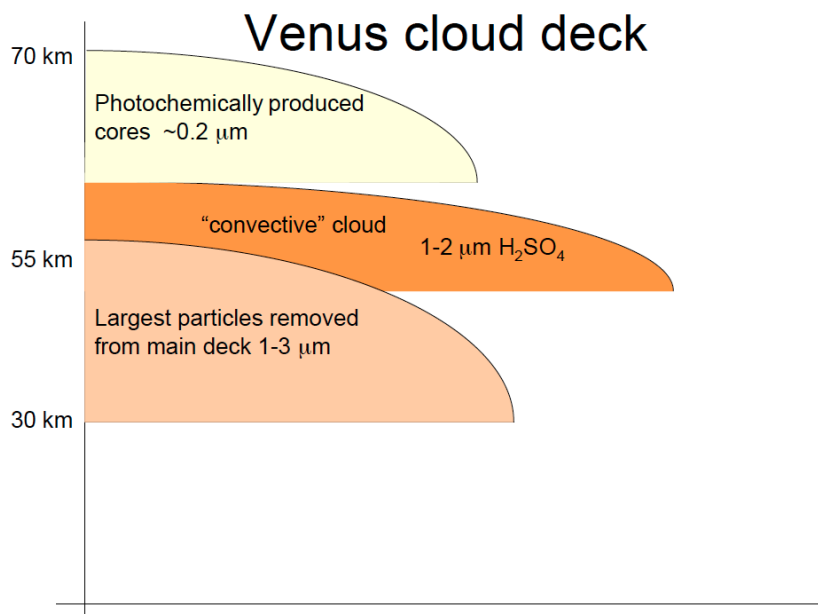 Venus cloud deck
70 km
Photochemically produced
cores ~0.2 μm
“convective” cloud
1-2 μm H₂SO₄
55 km
Largest particles removed
from main deck 1-3 μm
30 km